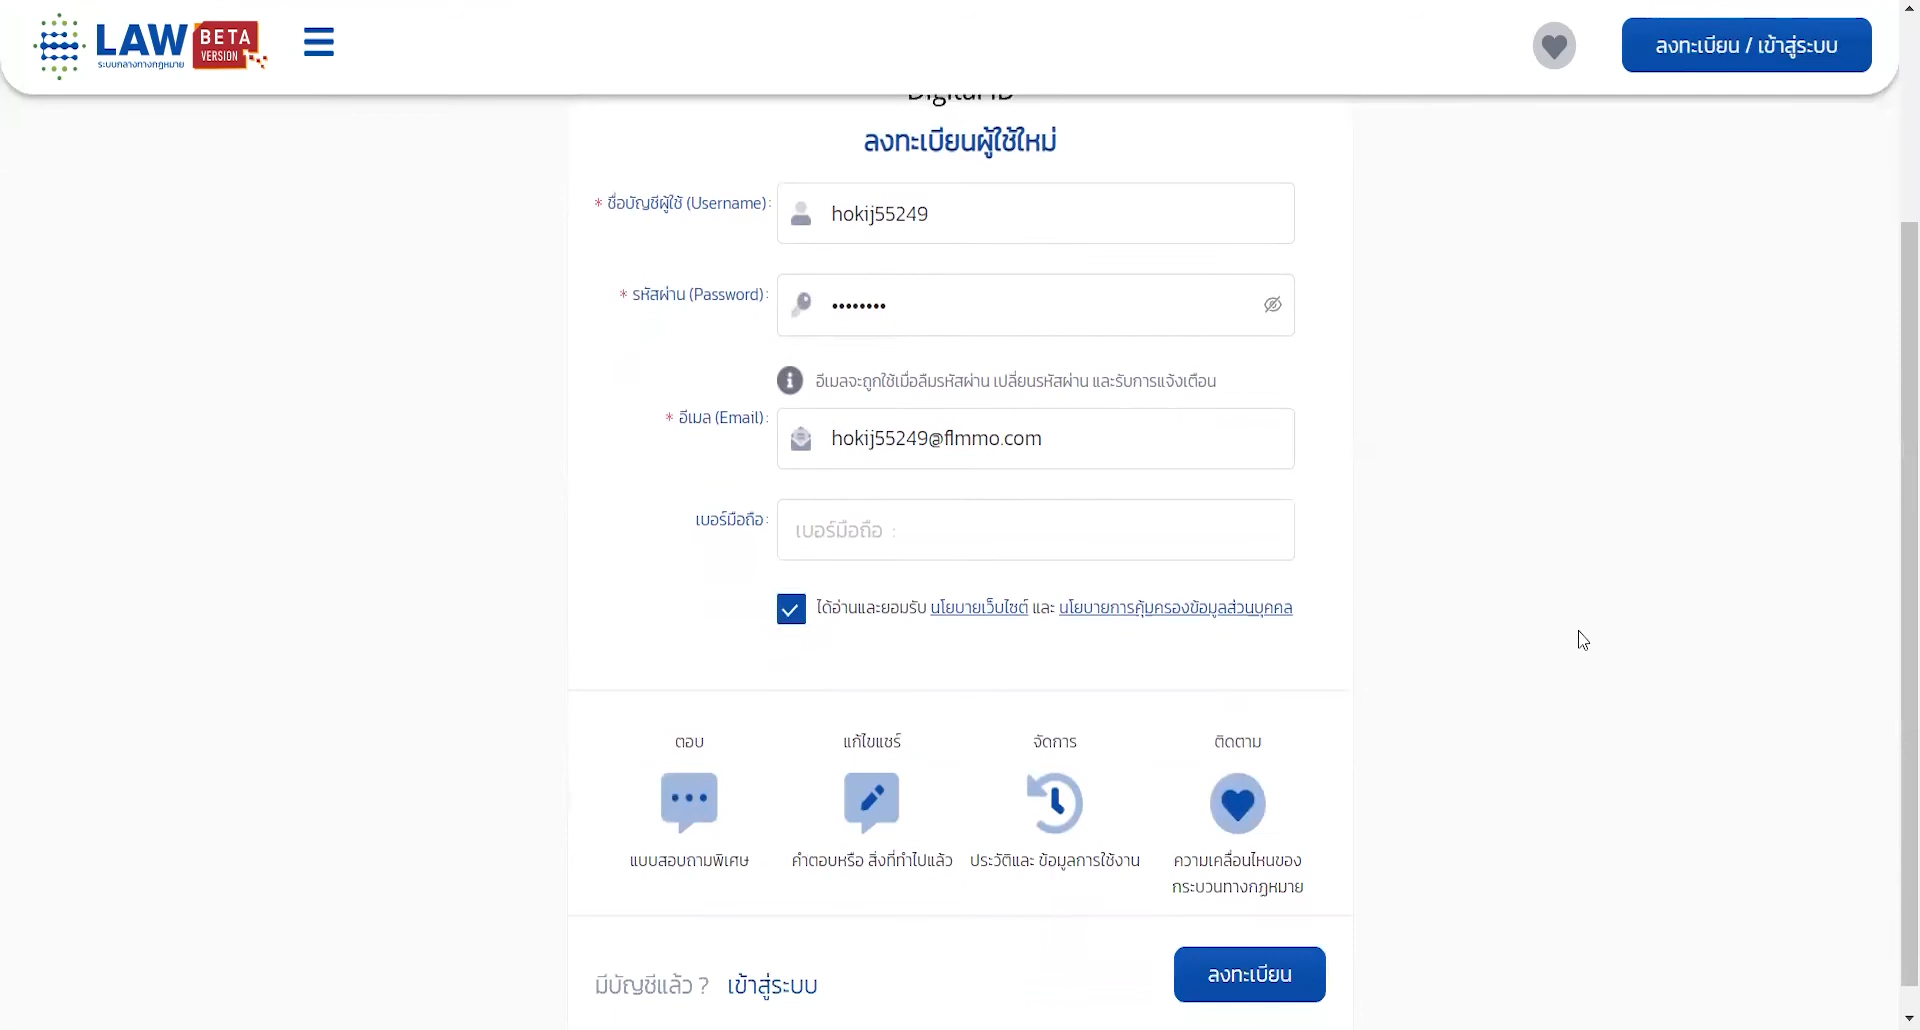 LAW BETA
VERSION
ระบบกลางทางกฎหมาย
ลงทะเบียน / เข้าสู่ระบบ
Digital ID
ลงทะเบียนผู้ใช้ใหม่
* ชื่อบัญชีผู้ใช้ (Username):
hokij55249
* รหัสผ่าน (Password):
••••••••
อีเมลจะถูกใช้เมื่อลืมรหัสผ่าน เปลี่ยนรหัสผ่าน และรับการแจ้งเตือน
* อีเมล (Email):
hokij55249@flmmo.com
เบอร์มือถือ:
เบอร์มือถือ :
ได้อ่านและยอมรับ นโยบายเว็บไซต์ และ นโยบายการคุ้มครองข้อมูลส่วนบุคคล
ตอบ
แบบสอบถามพิเศษ
แก้ไขแชร์
คำตอบหรือ สิ่งที่ทำไปแล้ว
จัดการ
ประวัติและ ข้อมูลการใช้งาน
ติดตาม
ความเคลื่อนไหนของ
กระบวนทางกฎหมาย
มีบัญชีแล้ว ? เข้าสู่ระบบ
ลงทะเบียน